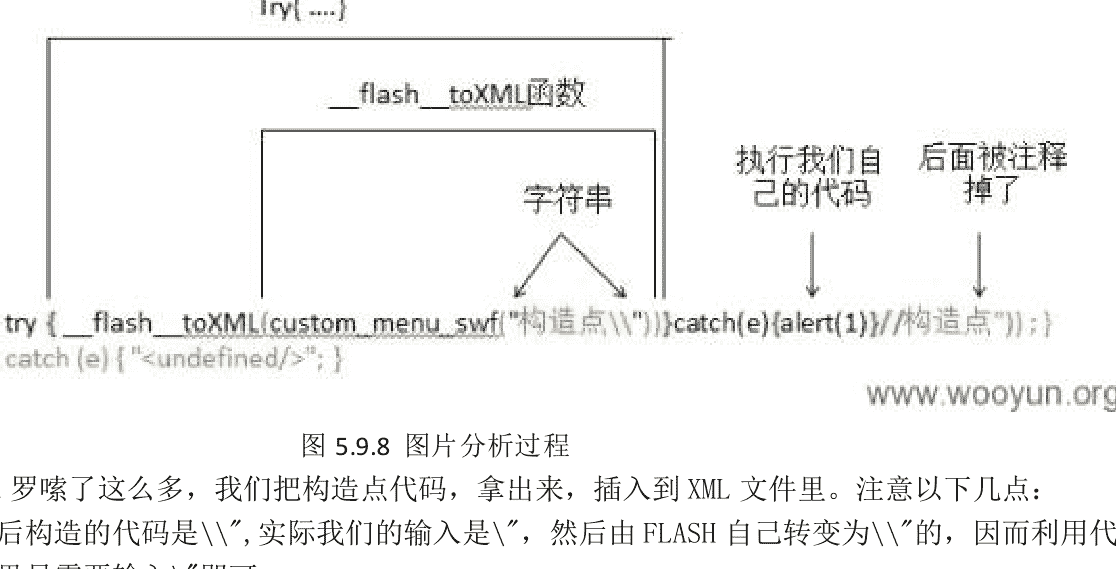 Try{ ....}
__flash__toXML函数
执行我们自
己的代码
后面被注释
掉了
字符串
try { __flash__toXML(custom_menu_swf("构造点\\"))}catch(e){alert(1)}//构造点")) ; }
catch (e) { "<undefined/>"; }
www.wooyun.org
图 5.9.8 图片分析过程
罗嗦了这么多，我们把构造点代码，拿出来，插入到 XML 文件里。注意以下几点：
后构造的代码是\\",实际我们的输入是\"，然后由 FLASH 自己转变为\\"的，因而利用代